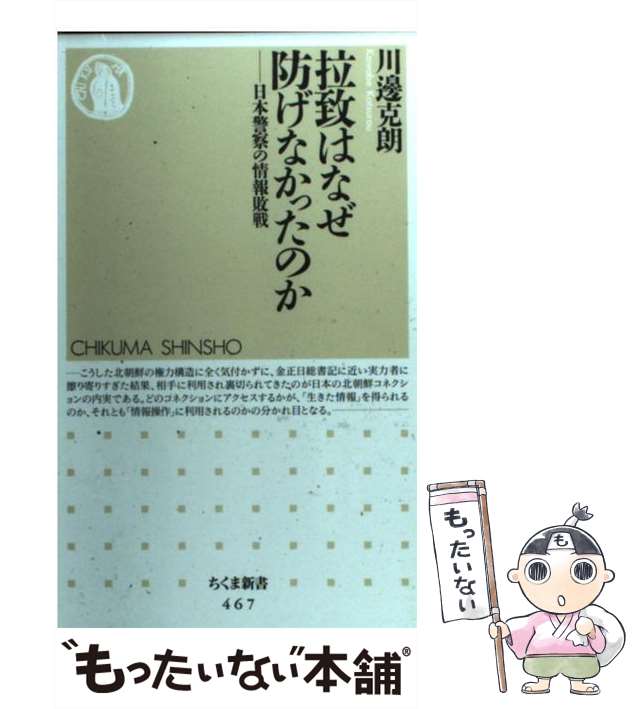 川邊克朗
Kawabe Katsurou
拉致はなぜ
防げなかったのか
──日本警察の情報敗戦
CHIKUMA SHINSHO
──こうした北朝鮮の権力構造に全く気付かずに、金正日総書記に近い実力者に
擦り寄りすぎた結果、相手に利用され裏切られてきたのが日本の北朝鮮コネクシ
ョンの内実である。どのコネクションにアクセスするかが、「生きた情報」を得られる
のか、それとも「情報操作」に利用されるのかの分かれ目となる。──
ちくま新書
467
“もったいない”本舗®
もったいない
も